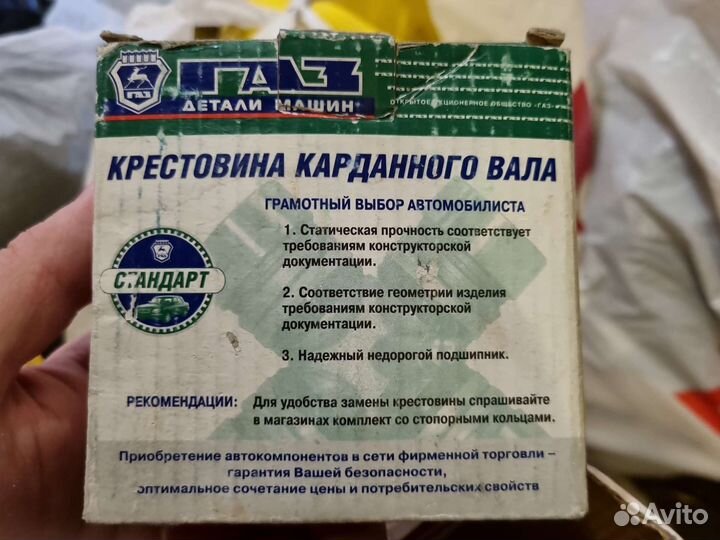 ГАЗ
ГАЗ
ДЕТАЛИ МАШИН
ОТКРЫТОЕ АКЦИОНЕРНОЕ ОБЩЕСТВО «ГАЗ»
КРЕСТОВИНА КАРДАННОГО ВАЛА
ГРАМОТНЫЙ ВЫБОР АВТОМОБИЛИСТА
1. Статическая прочность соответствует
требованиям конструкторской
документации.
СТАНДАРТ
2. Соответствие геометрии изделия
требованиям конструкторской
документации.
3. Надежный недорогой подшипник.
РЕКОМЕНДАЦИИ: Для удобства замены крестовины спрашивайте
в магазинах комплект со стопорными кольцами.
Приобретение автокомпонентов в сети фирменной торговли –
гарантия Вашей безопасности,
оптимальное сочетание цены и потребительских свойств
Avito